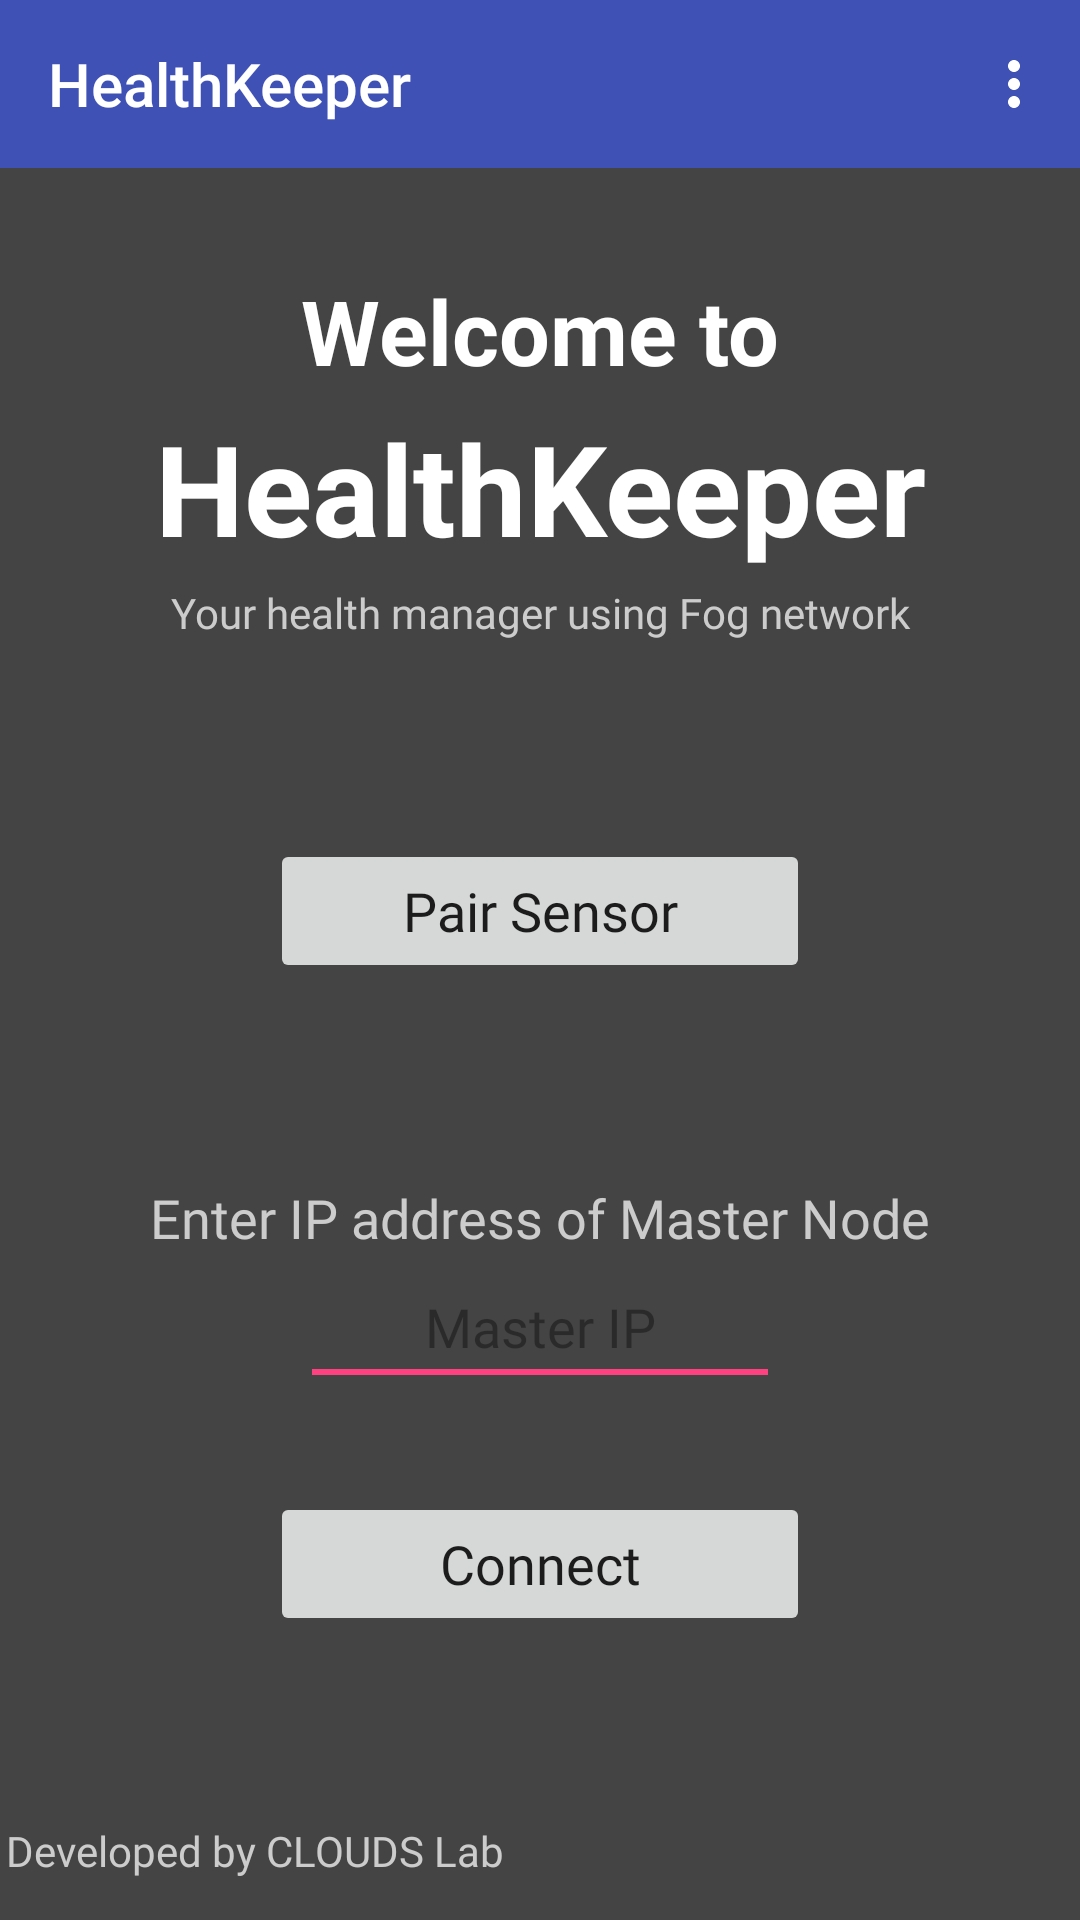 HealthKeeper
Welcome to
HealthKeeper
Your health manager using Fog network
Pair Sensor
Enter IP address of Master Node
Master IP
Connect
Developed by CLOUDS Lab